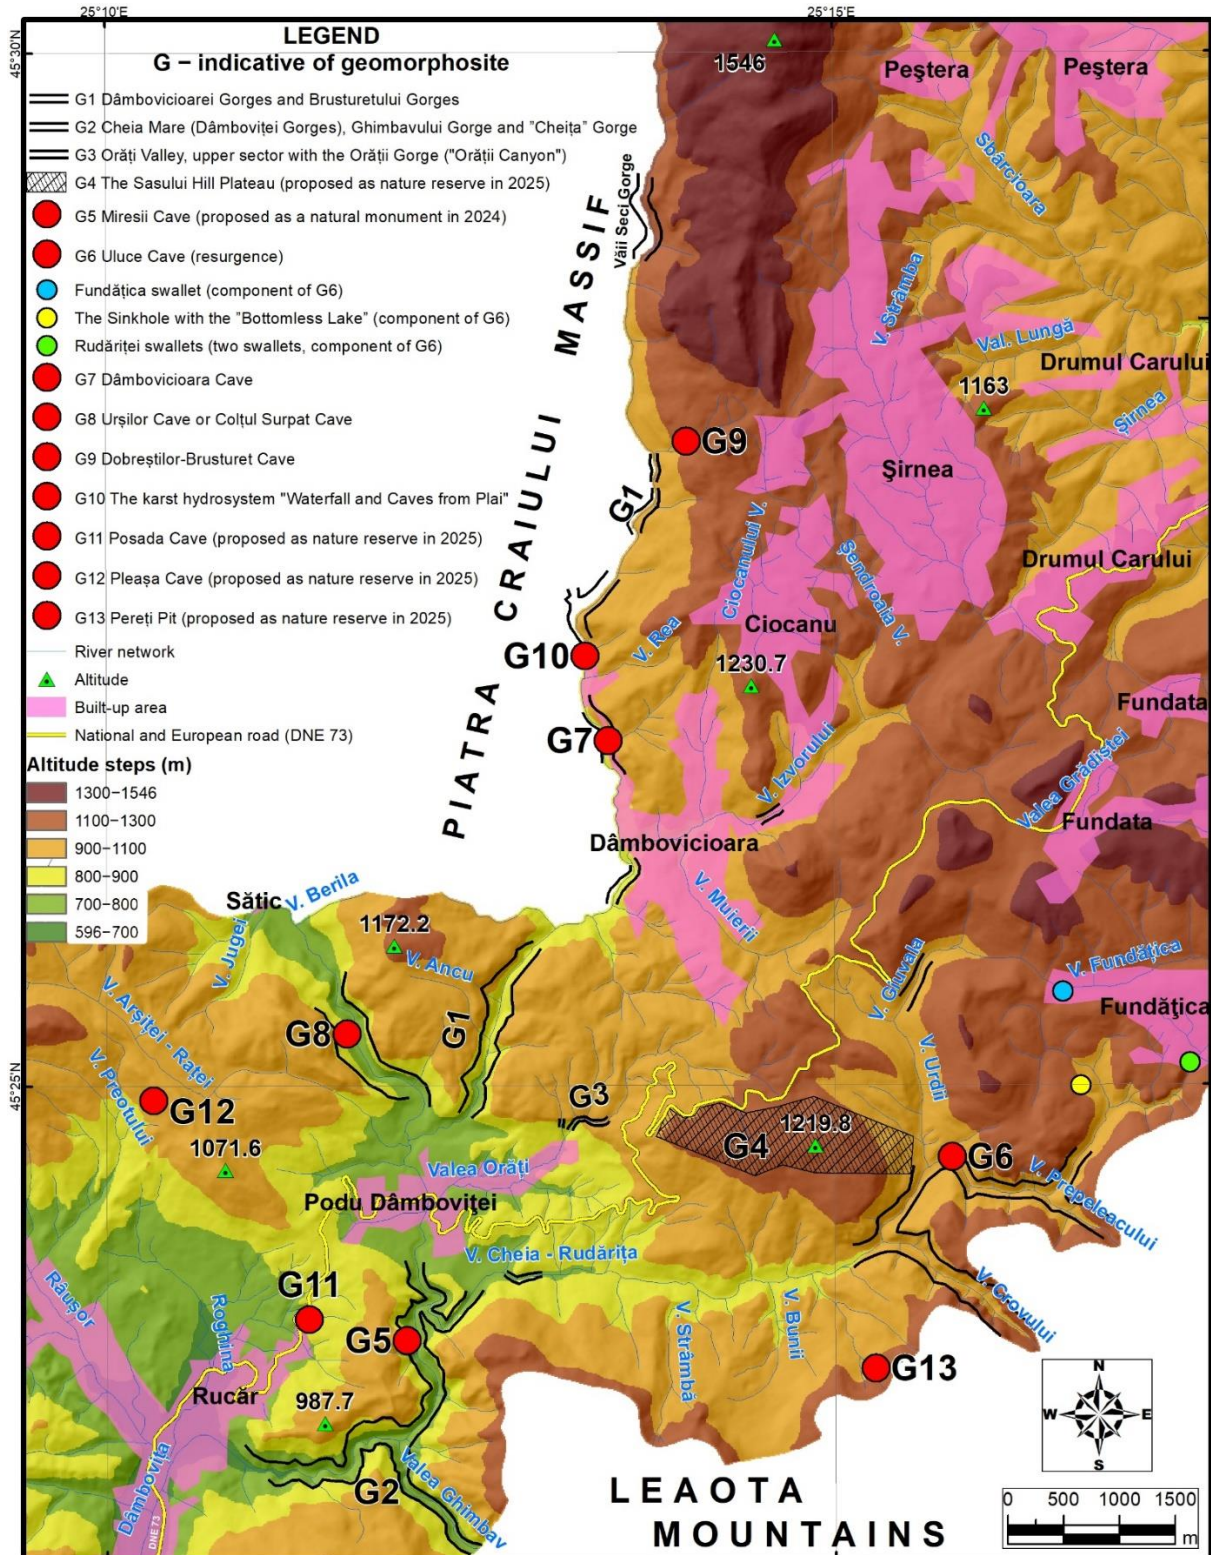 25°10'E
25°15'E
45°30'N
45°25'N
LEGEND
G – indicative of geomorphosite
G1 Dâmbovicioarei Gorges and Brusturetului Gorges
G2 Cheia Mare (Dâmboviței Gorges), Ghimbavului Gorge and "Cheița" Gorge
G3 Orăți Valley, upper sector with the Orății Gorge ("Orății Canyon")
G4 The Sasului Hill Plateau (proposed as nature reserve in 2025)
G5 Miresii Cave (proposed as a natural monument in 2024)
G6 Uluce Cave (resurgence)
Fundățica swallet (component of G6)
The Sinkhole with the "Bottomless Lake" (component of G6)
Rudăriței swallets (two swallets, component of G6)
G7 Dâmbovicioara Cave
G8 Urșilor Cave or Colțul Surpat Cave
G9 Dobreștilor-Brusturet Cave
G10 The karst hydrosystem "Waterfall and Caves from Plai"
G11 Posada Cave (proposed as nature reserve in 2025)
G12 Pleașa Cave (proposed as nature reserve in 2025)
G13 Pereți Pit (proposed as nature reserve in 2025)
River network
Altitude
Built-up area
National and European road (DNE 73)
Altitude steps (m)
1300–1546
1100–1300
900–1100
800–900
700–800
596–700
1546
Peştera
Peştera
Sbârcioara
Văii Seci Gorge
PIATRA CRAIULUI MASSIF
V. Strâmba
Val. Lungă
Drumul Carului
1163
Șirnea
G9
Şirnea
G1
Ciocanului V.
Şendroaia V.
Drumul Carului
Ciocanu
V. Rea
G10
1230.7
Fundata
G7
V. Izvorului
Valea Grădiștei
Fundata
Dâmbovicioara
V. Muierii
Sătic
V. Berila
1172.2
V. Jugei
V. Ancu
V. Giuvala
V. Fundățica
Fundăţica
V. Arșiței - Raței
G8
G1
V. Urdii
V. Preotului
G12
G3
1071.6
G4
1219.8
G6
Valea Orăți
V. Prepeleacului
Podu Dâmboviţei
V. Cheia - Rudărița
V. Crovului
Râușor
Roghina
G11
G5
V. Strâmbă
V. Bunii
G13
Rucăr
987.7
N
W
E
S
Dâmbovița
DNE 73
G2
Valea Ghimbav
LEAOTA
MOUNTAINS
0 500 1000 1500
m